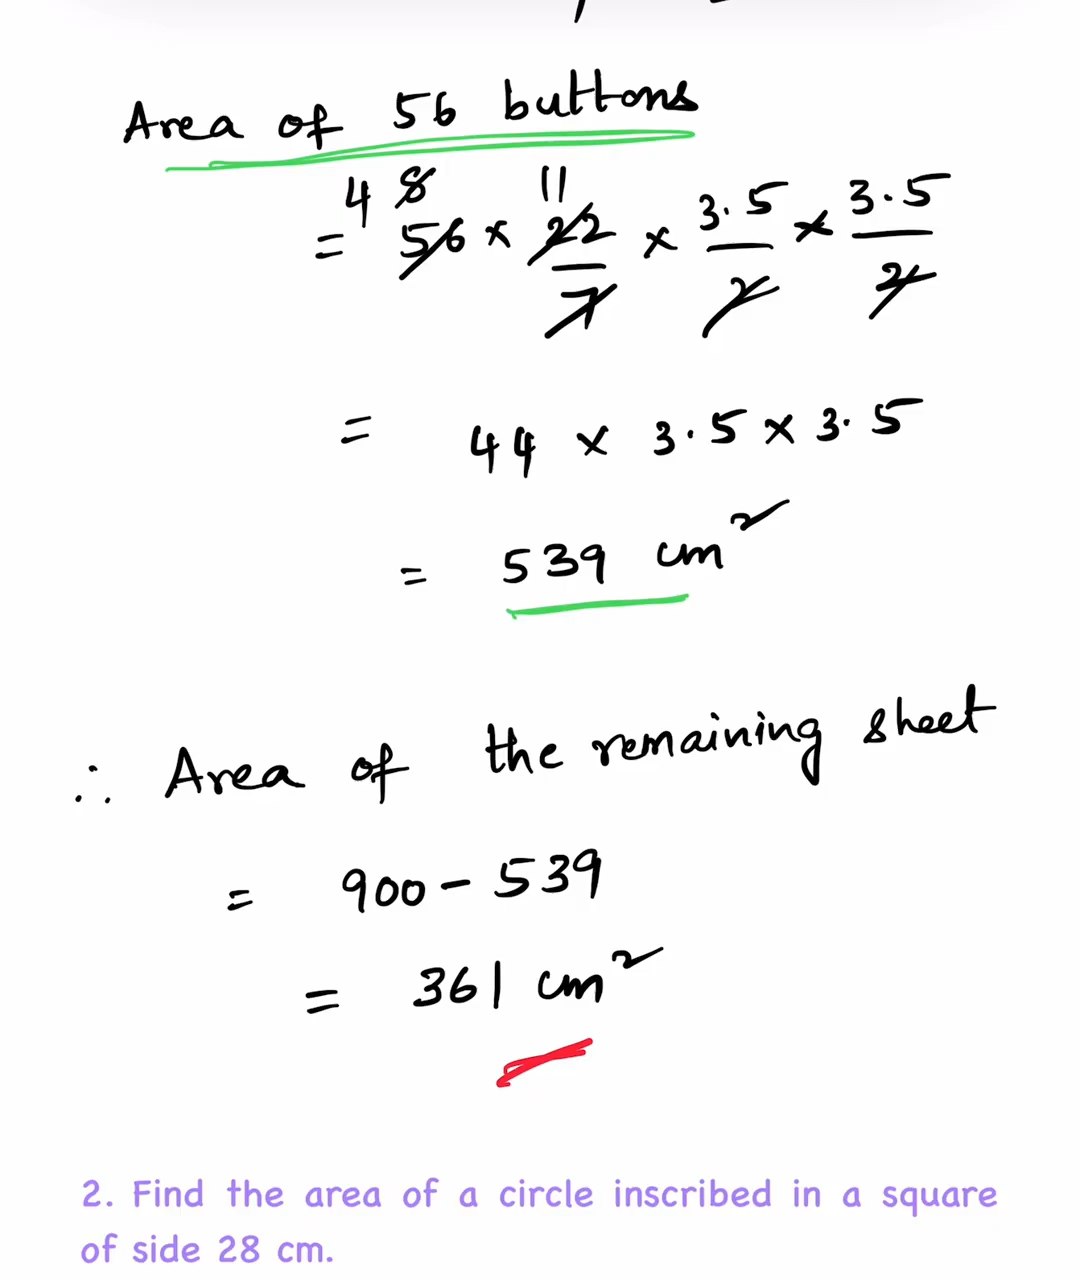 Area of 56 buttons
4 8 11
= 56 × 22/7 × 3.5/2 × 3.5/2
= 44 × 3.5 × 3.5
= 539 cm²
∴ Area of the remaining sheet
= 900 - 539
= 361 cm²
2. Find the area of a circle inscribed in a square
of side 28 cm.